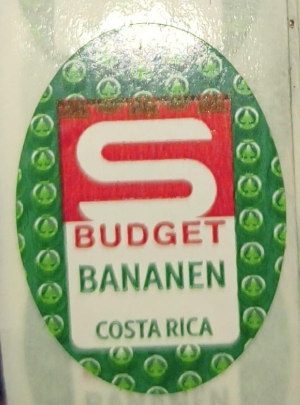 S
BUDGET
BANANEN
COSTA RICA